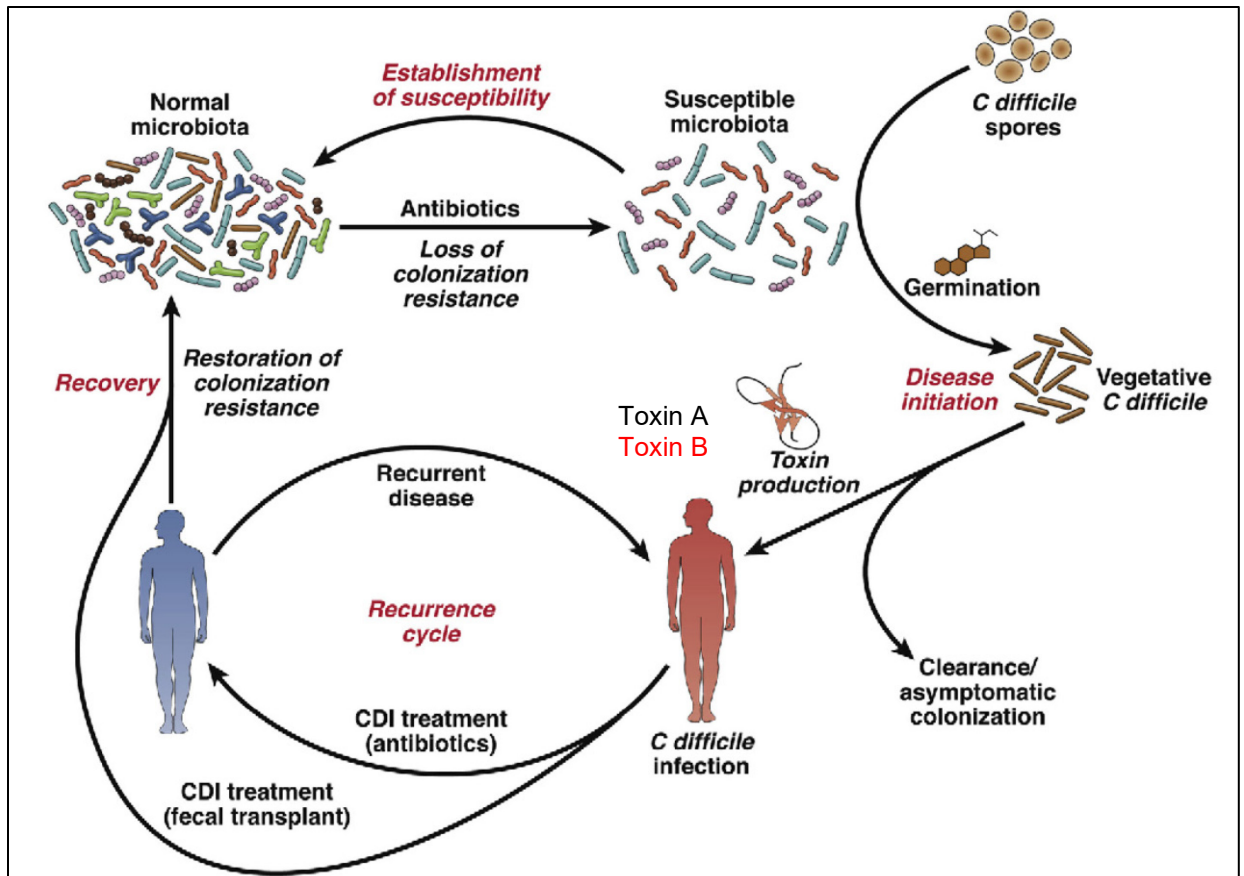 Establishment
of susceptibility
Normal
microbiota
Susceptible
microbiota
C difficile
spores
Antibiotics
Loss of
colonization
resistance
Germination
Recovery
Restoration of
colonization
resistance
Disease
initiation
Vegetative
C difficile
Toxin A
Toxin B
Toxin
production
Recurrent
disease
Recurrence
cycle
Clearance/
asymptomatic
colonization
CDI treatment
(antibiotics)
C difficile
infection
CDI treatment
(fecal transplant)